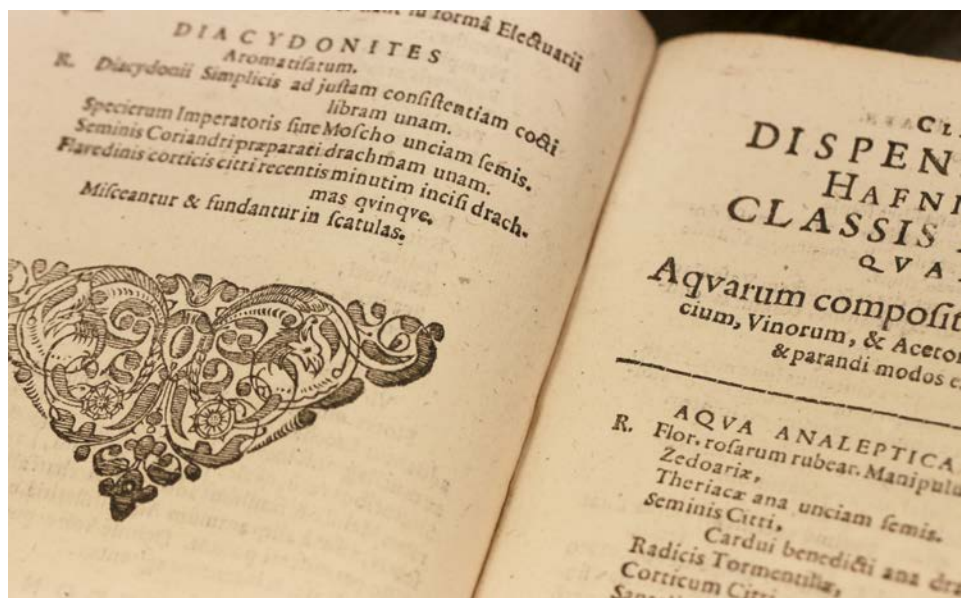 in formâ Electuarii
DIACYDONITES
Aromatiſatum.
R. Diacydonii Simplicis ad juſtam conſiſtentiam cocti
libram unam.
Specierum Imperatoris ſine Moſcho unciam ſemis.
Seminis Coriandri præparati drachmam unam.
Flavedinis corticis citri recentis minutim inciſi drach-
mas qvinqve.
Miſceantur & fundantur in ſcatulas.
DISPEN
HAFNI
CLASSIS
QVA
Aqvarum compoſit
cium, Vinorum, & Acetor
& parandi modos
AQVA ANALEPTICA
R. Flor. roſarum rubear. Manipulu
Zedoariæ,
Theriacæ ana unciam ſemis.
Seminis Citri,
Cardui benedicti ana dra
Radicis Tormentillæ,
Corticum Citri